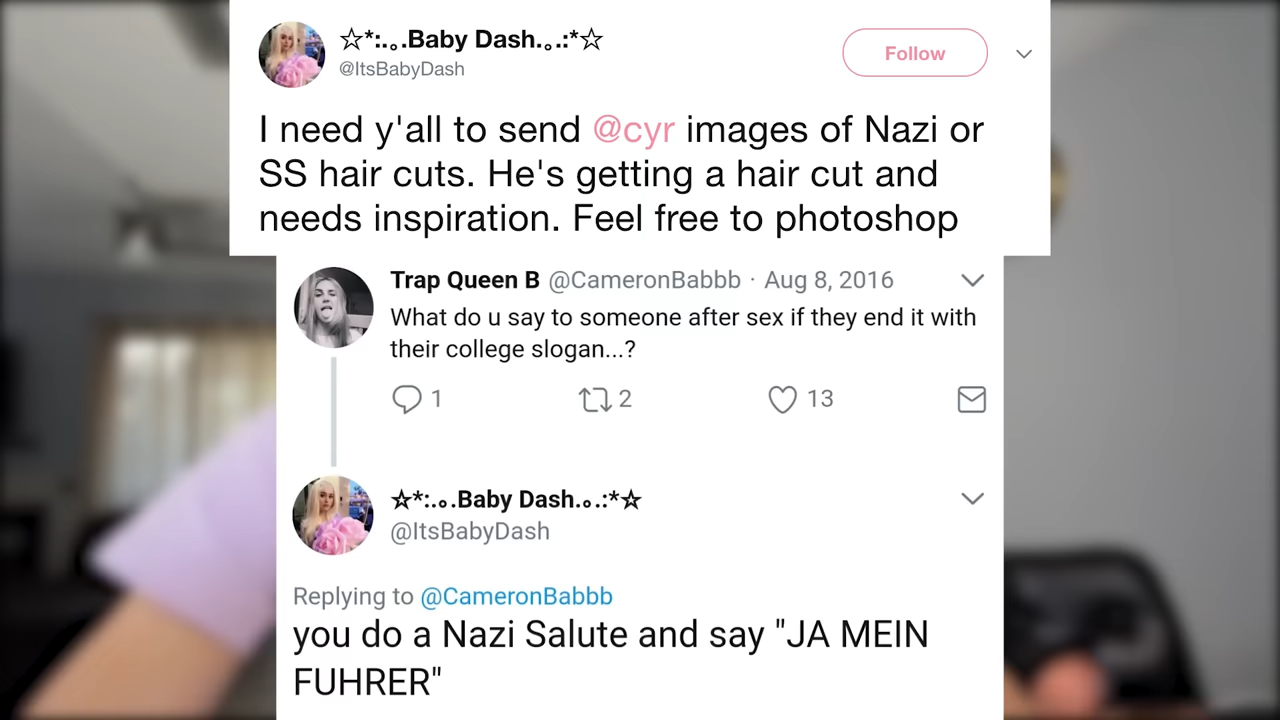 ☆*:.｡.Baby Dash.｡.:*☆
@ItsBabyDash
Follow
I need y'all to send @cyr images of Nazi or
SS hair cuts. He's getting a hair cut and
needs inspiration. Feel free to photoshop
Trap Queen B @CameronBabbb · Aug 8, 2016
What do u say to someone after sex if they end it with
their college slogan...?
1 2 13
☆*:.｡.Baby Dash.｡.:*☆
@ItsBabyDash
Replying to @CameronBabbb
you do a Nazi Salute and say "JA MEIN
FUHRER"